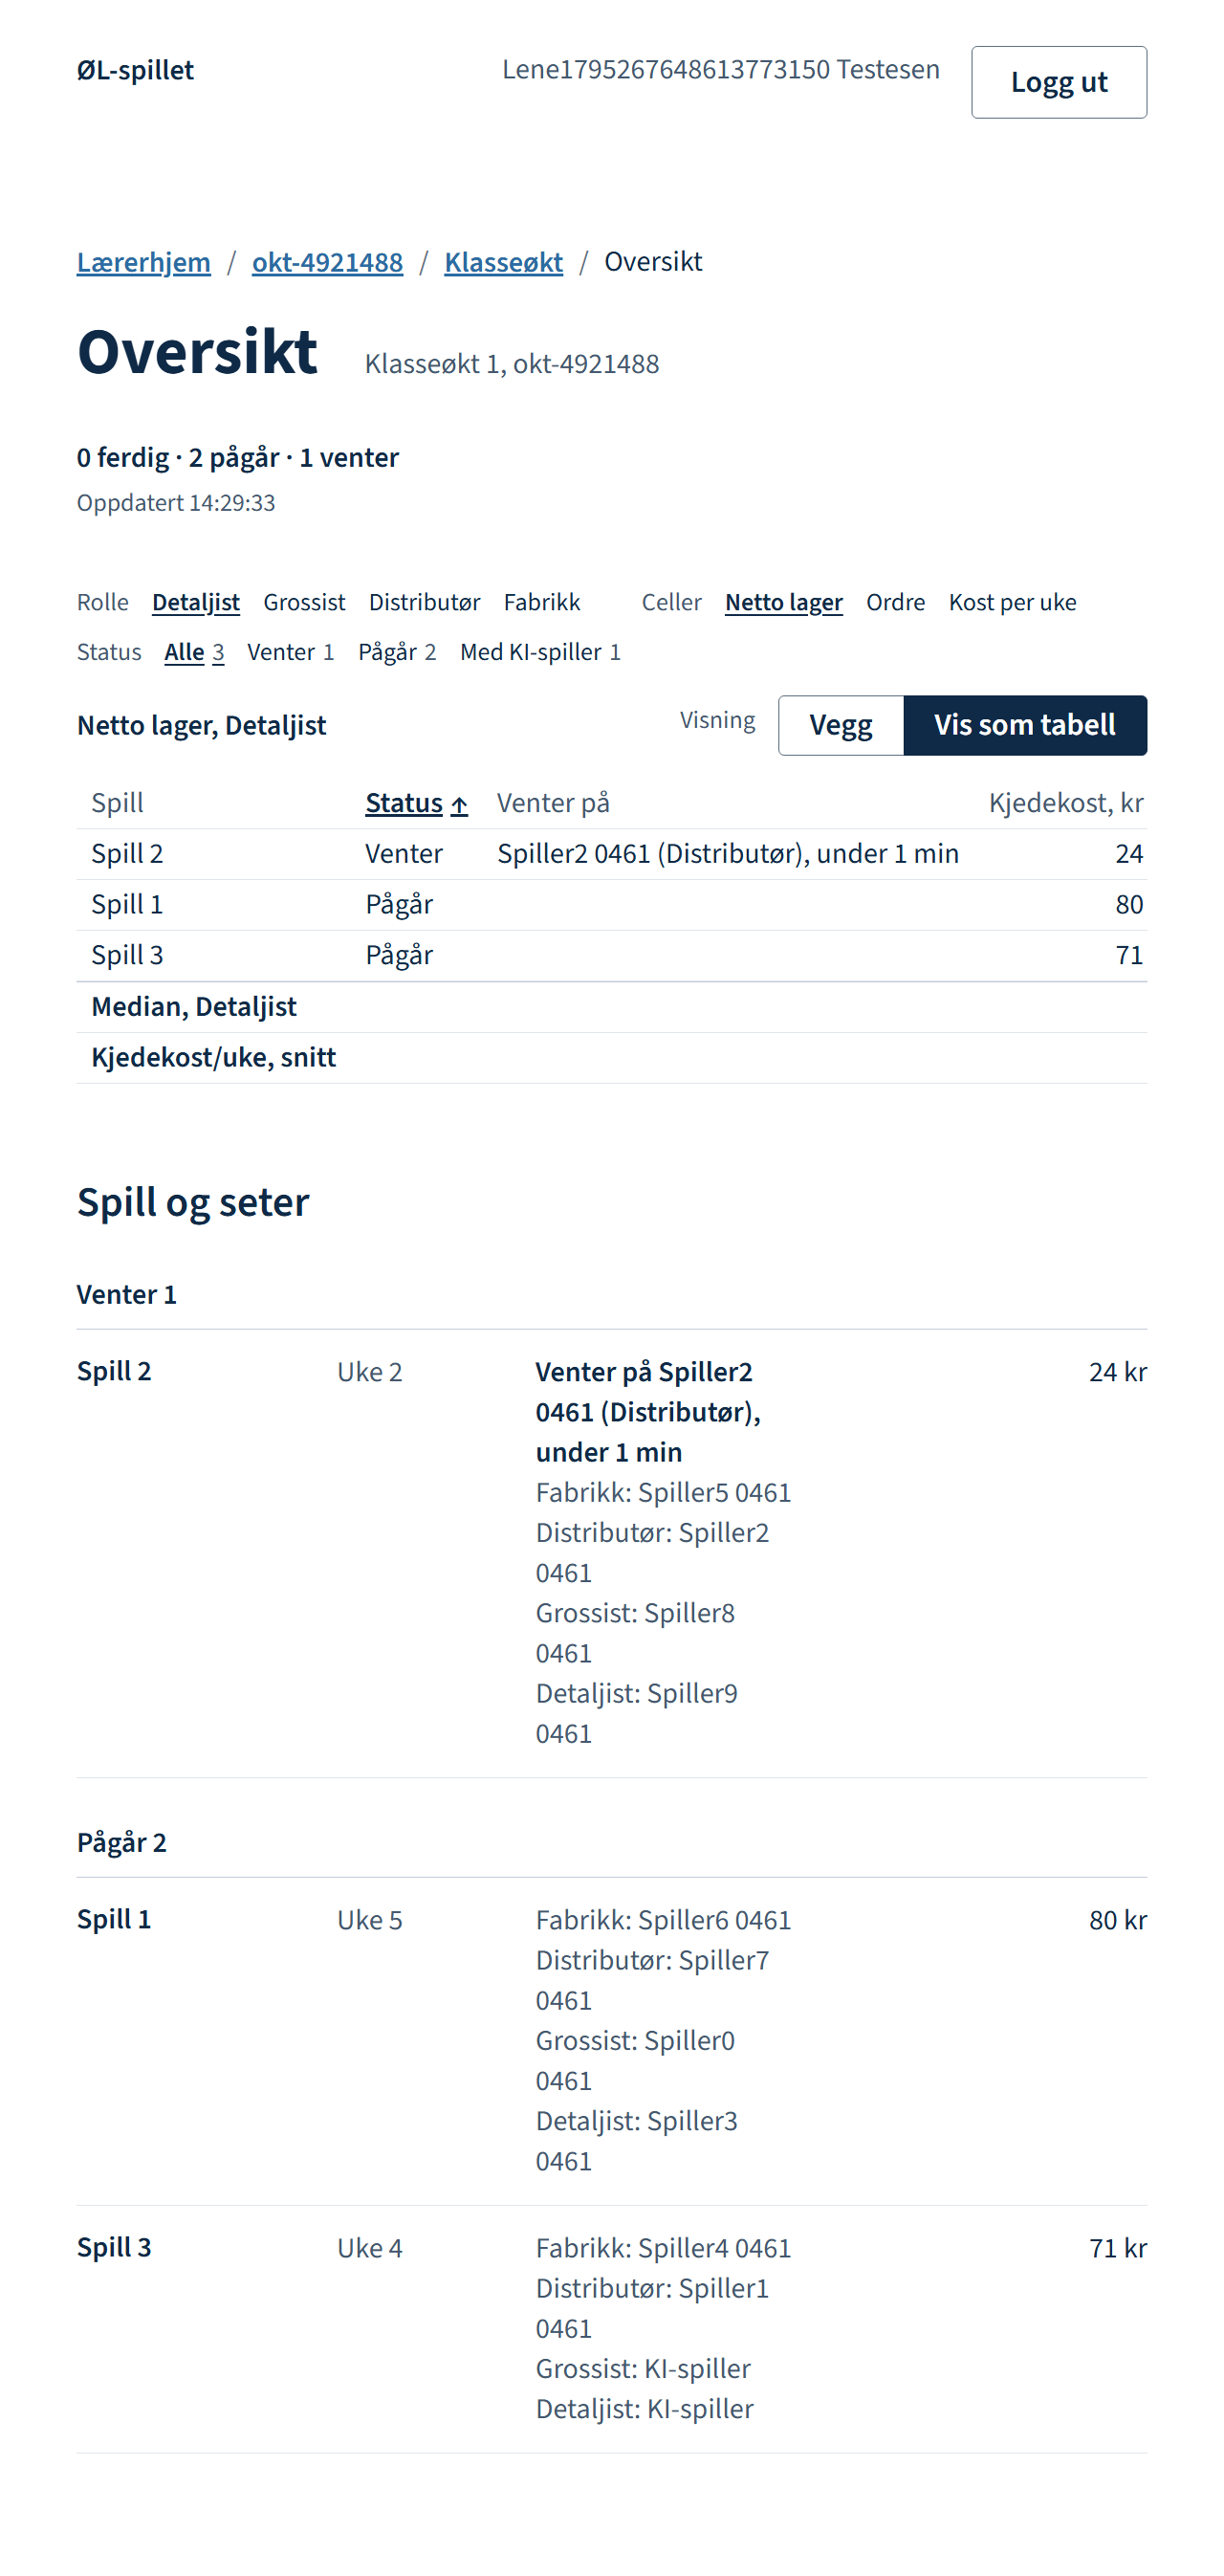 ØL-spillet
Lene1795267648613773150 Testesen
Logg ut
Lærerhjem / okt-4921488 / Klasseøkt / Oversikt
Oversikt Klasseøkt 1, okt-4921488
0 ferdig · 2 pågår · 1 venter
Oppdatert 14:29:33
Rolle Detaljist Grossist Distributør Fabrikk Celler Netto lager Ordre Kost per uke
Status Alle 3 Venter 1 Pågår 2 Med KI-spiller 1
Netto lager, Detaljist Visning Vegg Vis som tabell
Spill Status ↑ Venter på Kjedekost, kr
Spill 2 Venter Spiller2 0461 (Distributør), under 1 min 24
Spill 1 Pågår 80
Spill 3 Pågår 71
Median, Detaljist
Kjedekost/uke, snitt
Spill og seter
Venter 1
Spill 2 Uke 2 Venter på Spiller2 24 kr
0461 (Distributør),
under 1 min
Fabrikk: Spiller5 0461
Distributør: Spiller2
0461
Grossist: Spiller8
0461
Detaljist: Spiller9
0461
Pågår 2
Spill 1 Uke 5 Fabrikk: Spiller6 0461 80 kr
Distributør: Spiller7
0461
Grossist: Spiller0
0461
Detaljist: Spiller3
0461
Spill 3 Uke 4 Fabrikk: Spiller4 0461 71 kr
Distributør: Spiller1
0461
Grossist: KI-spiller
Detaljist: KI-spiller